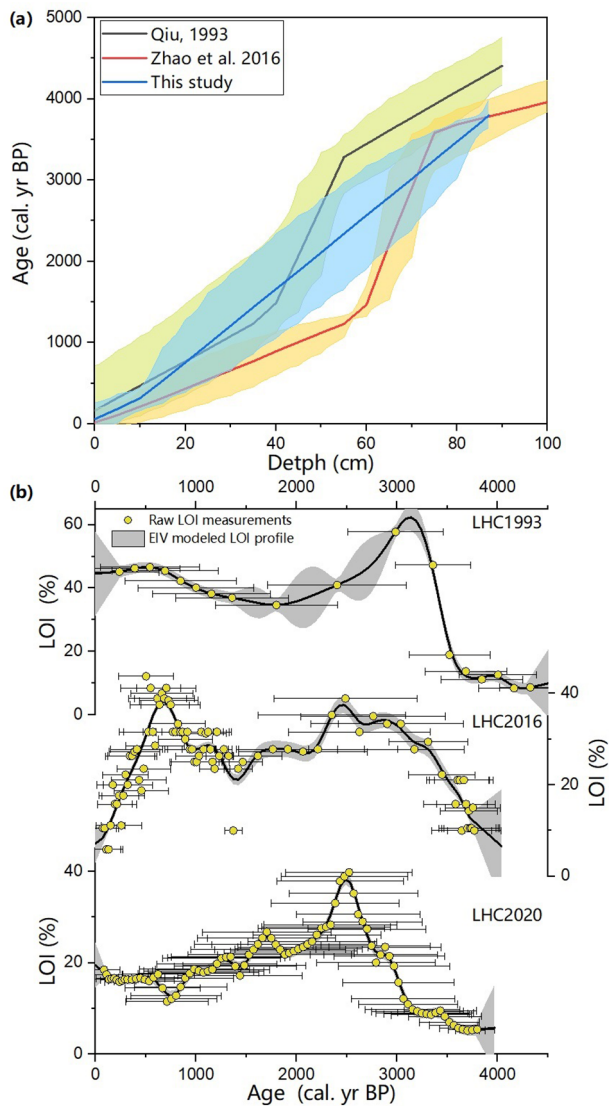 (a)
Qiu, 1993
Zhao et al. 2016
This study
5000
4000
3000
2000
1000
0
Age (cal. yr BP)
0 20 40 60 80 100
Detph (cm)
(b)
0 1000 2000 3000 4000
Raw LOI measurements
EIV modeled LOI profile
LHC1993
60
40
20
0
LOI (%)
LHC2016
40
20
0
LOI (%)
LHC2020
40
20
0
LOI (%)
0 1000 2000 3000 4000
Age (cal. yr BP)